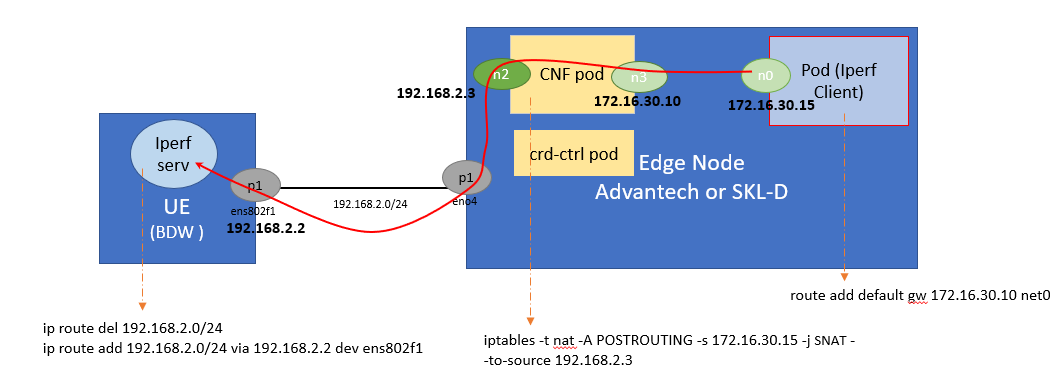 CNF pod
n2
n3
n0
Pod (Iperf
Client)
192.168.2.3
172.16.30.10
172.16.30.15
Iperf
serv
crd-ctrl pod
Edge Node
Advantech or SKL-D
p1
p1
ens802f1
192.168.2.0/24
eno4
UE
(BDW )
192.168.2.2
route add default gw 172.16.30.10 net0
ip route del 192.168.2.0/24
ip route add 192.168.2.0/24 via 192.168.2.2 dev ens802f1
iptables -t nat -A POSTROUTING -s 172.16.30.15 -j SNAT -
-to-source 192.168.2.3